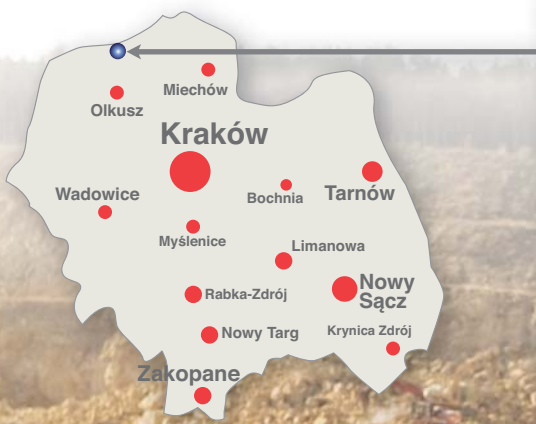 Miechów
Olkusz
Kraków
Wadowice
Bochnia
Tarnów
Myślenice
Limanowa
Rabka-Zdrój
Nowy
Sącz
Nowy Targ
Krynica Zdrój
Zakopane